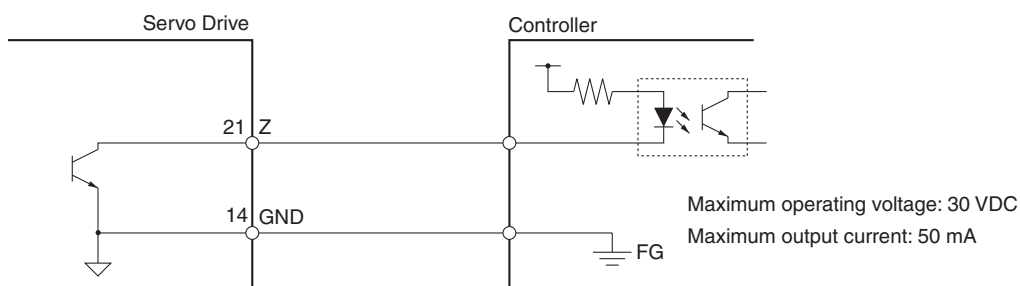 Servo Drive
Controller
21 Z
14 GND
FG
Maximum operating voltage: 30 VDC
Maximum output current: 50 mA